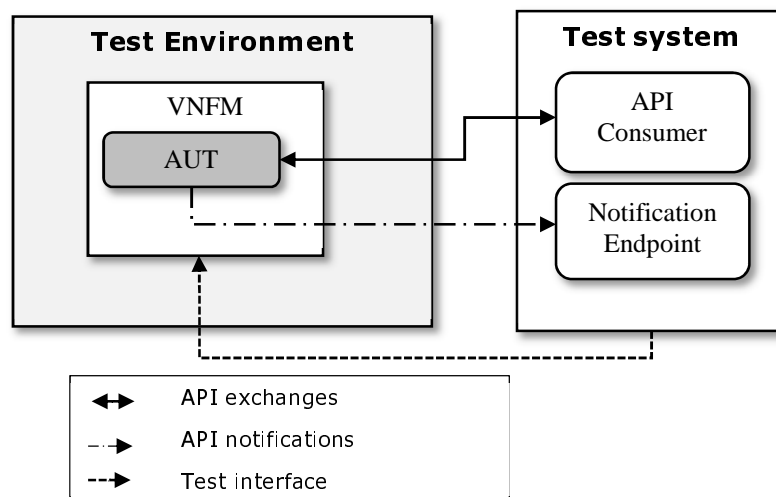 Test Environment
VNFM
AUT
Test system
API
Consumer
Notification
Endpoint
API exchanges
API notifications
Test interface